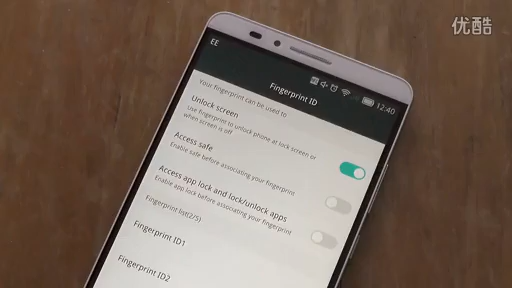 优酷
EE
12:40
Fingerprint ID
Your fingerprint can be used to
Unlock screen
Use fingerprint to unlock phone at lock screen or
when screen is off
Access safe
Enable safe before associating your fingerprint
Access app lock and lock/unlock apps
Enable app lock before associating your fingerprint
Fingerprint list(2/5)
Fingerprint ID1
Fingerprint ID2